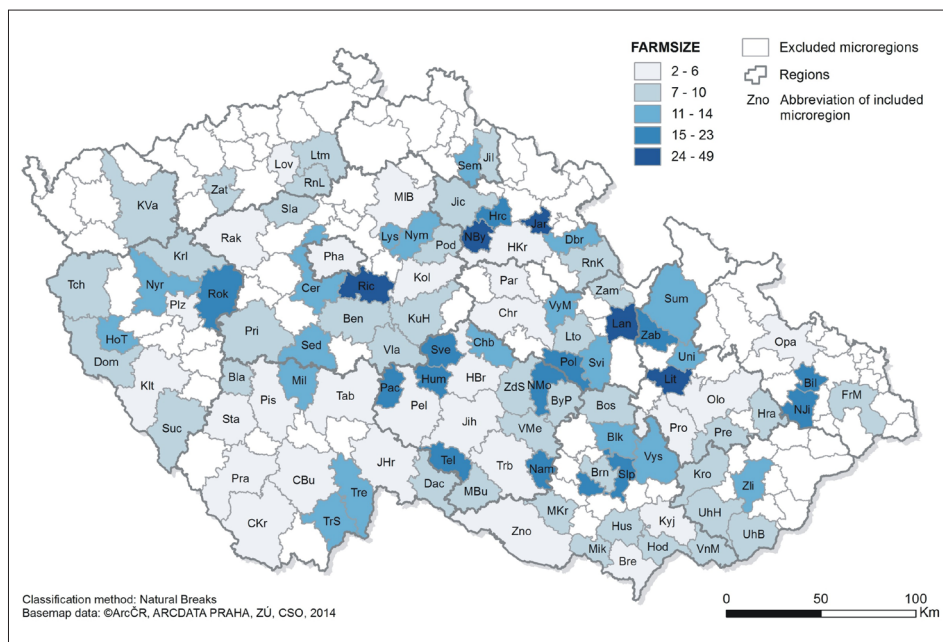 FARMSIZE
2 - 6
7 - 10
11 - 14
15 - 23
24 - 49
Excluded microregions
Regions
Zno Abbreviation of included
microregion
Lov
Ltm
RnL
Zat
KVa
Sla
Sem
Jil
MlB
Jic
Hrc
Jar
Rak
Lys
Nym
Pod
NBy
HKr
Dbr
RnK
Pha
Krl
Tch
Nyr
Rok
Plz
Cer
Ric
Kol
Par
Zam
Sum
Pri
Ben
KuH
Chr
VyM
Lan
Zab
HoT
Dom
Sed
Vla
Sve
Chb
Lto
Uni
Opa
Klt
Bla
Mil
Pac
Hum
HBr
Pol
Svi
Lit
Bil
FrM
Suc
Sta
Pis
Tab
Pel
ZdS
NMo
ByP
Bos
Olo
Hra
NJi
Jih
VMe
Blk
Pro
Pre
Vys
Pra
CBu
JHr
Tel
Trb
Nam
Brn
Slp
Kro
Zli
Tre
Dac
MBu
TrS
CKr
MKr
Zno
Hus
Kyj
UhH
UhB
Mik
Hod
VnM
Bre
Classification method: Natural Breaks
Basemap data: ©ArcČR, ARCDATA PRAHA, ZÚ, CSO, 2014
0 50 100
Km